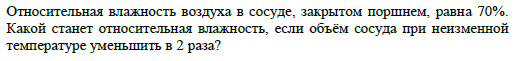 Относительная влажность воздуха в сосуде, закрытом поршнем, равна 70%.
Какой станет относительная влажность, если объём сосуда при неизменной
температуре уменьшить в 2 раза?